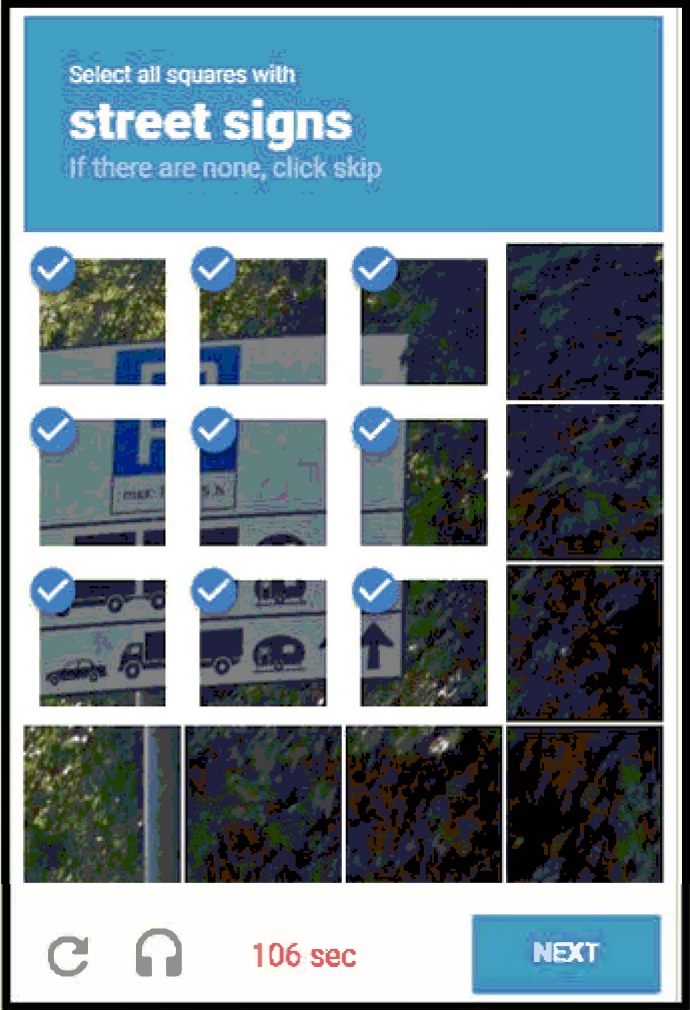 Select all squares with
street signs
If there are none, click skip
P
106 sec
NEXT